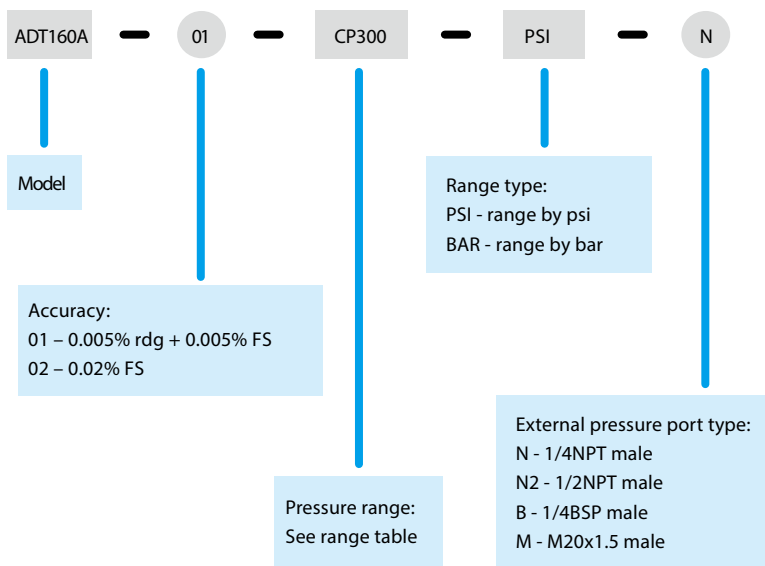 ADT160A 01 CP300 PSI N
Model
Range type:
PSI - range by psi
BAR - range by bar
Accuracy:
01 – 0.005% rdg + 0.005% FS
02 – 0.02% FS
External pressure port type:
N - 1/4NPT male
N2 - 1/2NPT male
B - 1/4BSP male
M - M20x1.5 male
Pressure range:
See range table